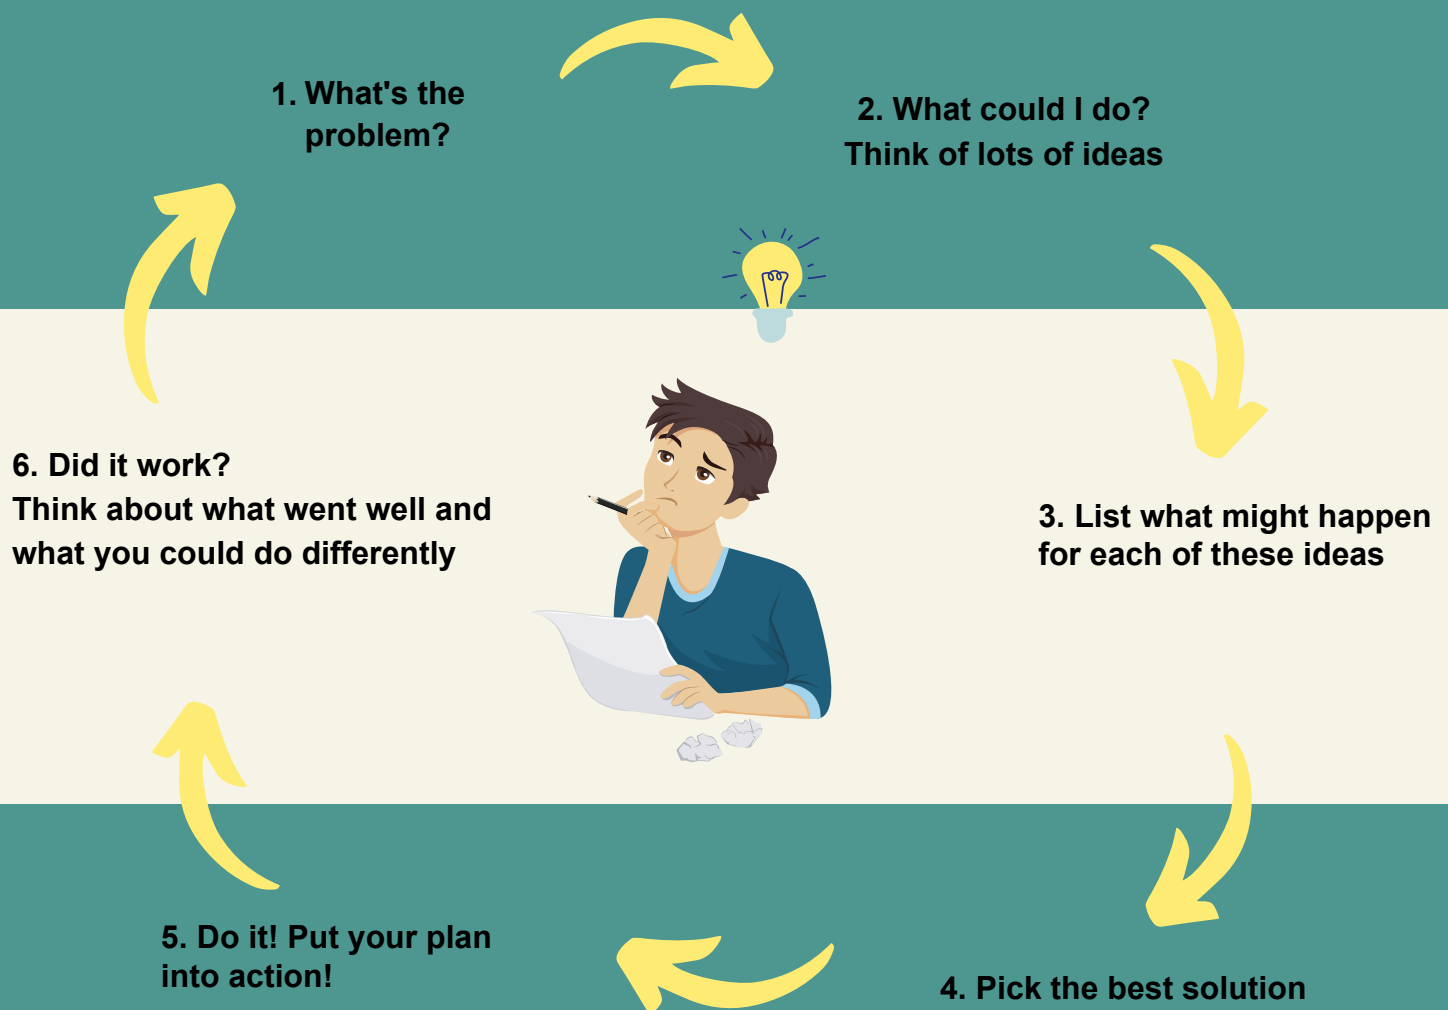 1. What's the
problem?
2. What could I do?
Think of lots of ideas
3. List what might happen
for each of these ideas
4. Pick the best solution
5. Do it! Put your plan
into action!
6. Did it work?
Think about what went well and
what you could do differently